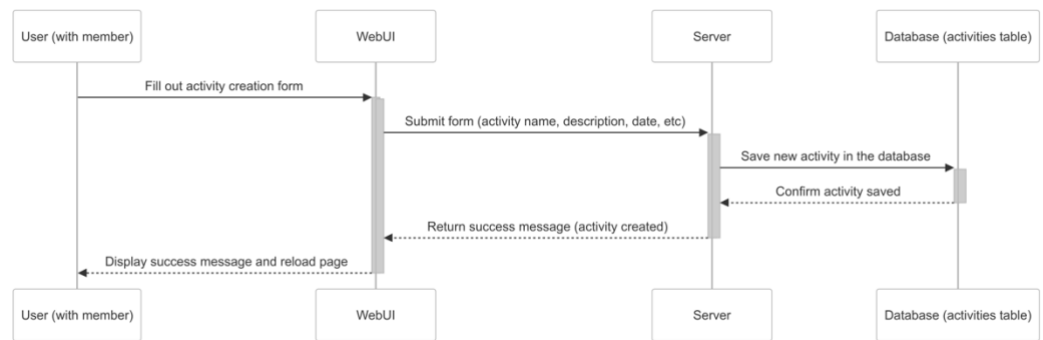 User (with member)
WebUI
Server
Database (activities table)
Fill out activity creation form
Submit form (activity name, description, date, etc)
Save new activity in the database
Confirm activity saved
Return success message (activity created)
Display success message and reload page
User (with member)
WebUI
Server
Database (activities table)